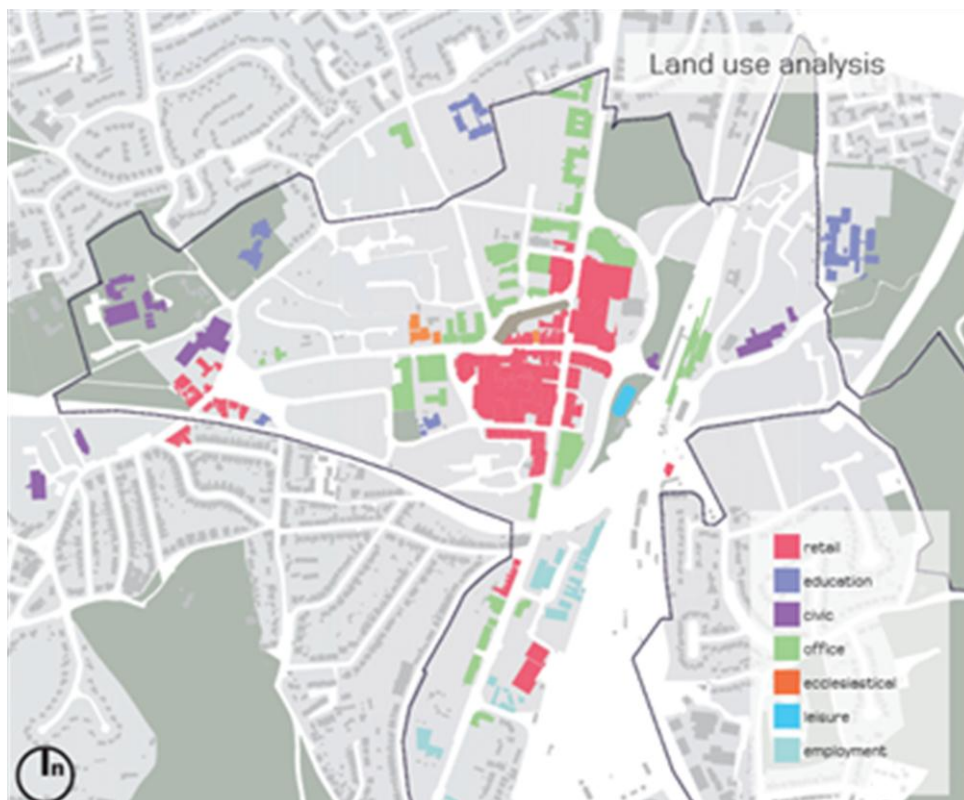 Land use analysis
retail
education
civic
office
ecclesiastical
leisure
employment
n